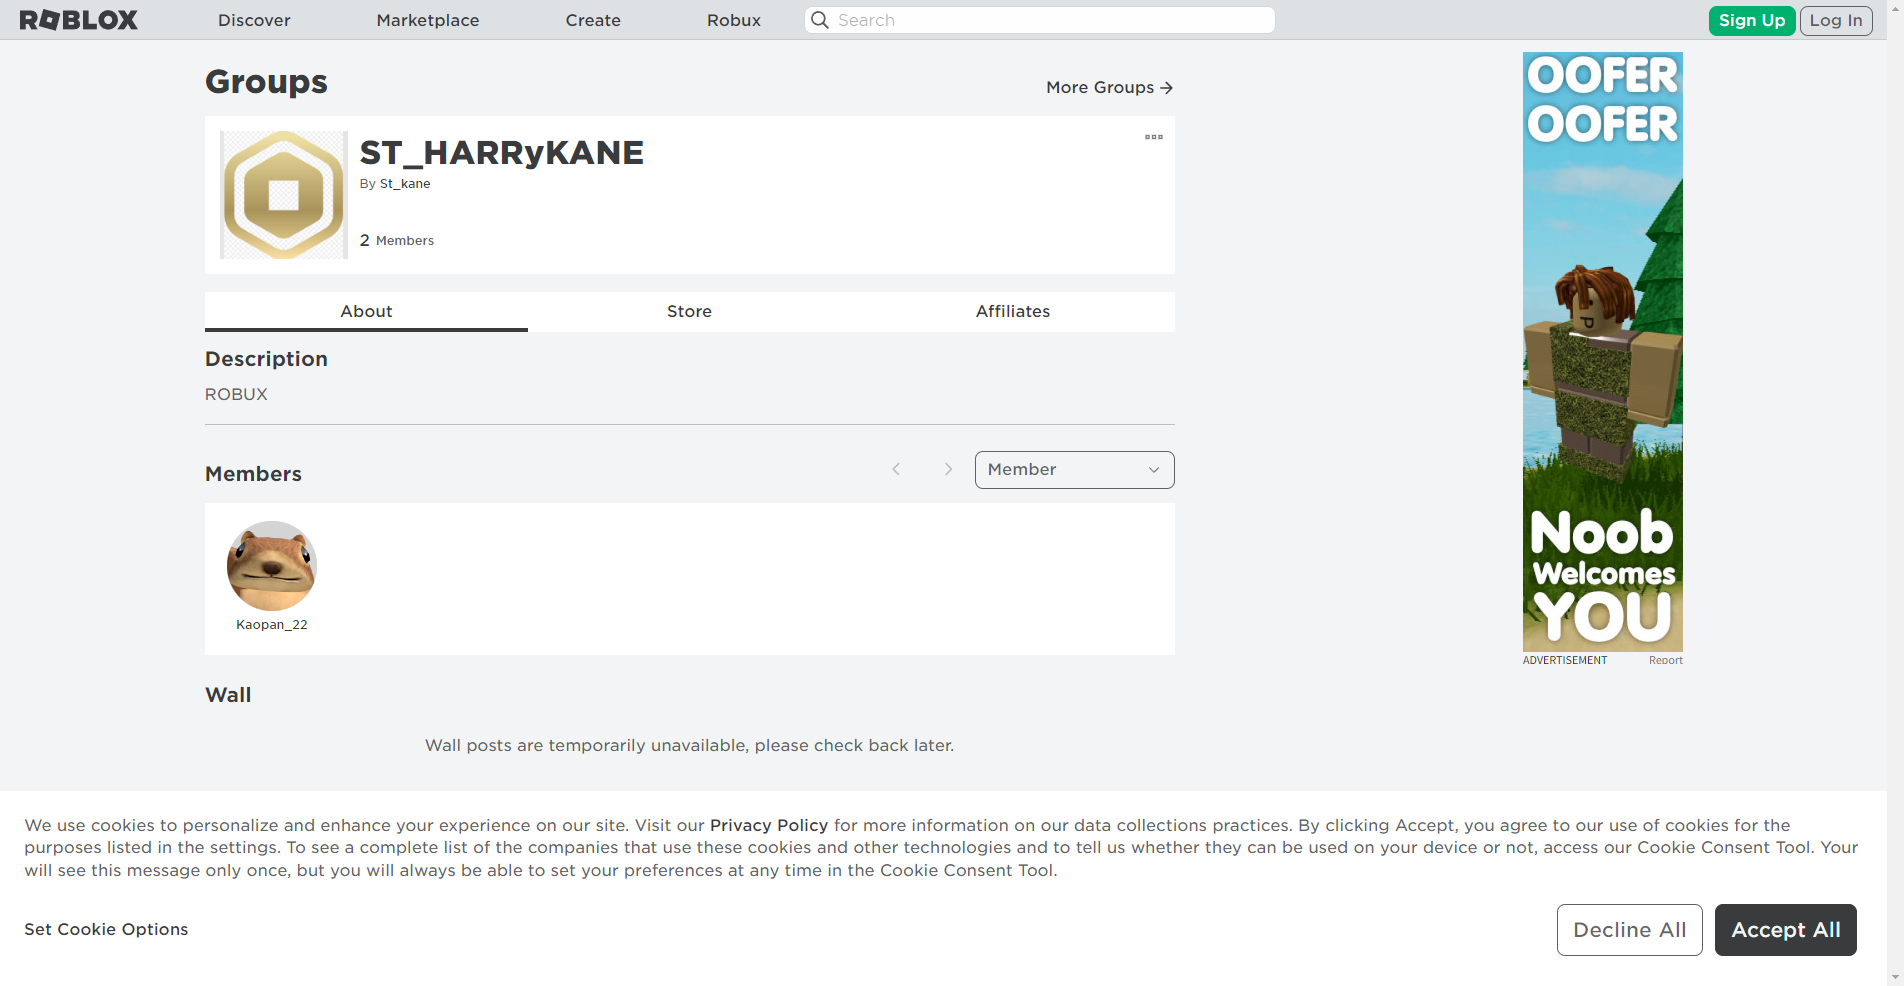 ROBLOX
Discover
Marketplace
Create
Robux
Search
Sign Up
Log In
Groups
More Groups
ST_HARRyKANE
By St_kane
2 Members
About
Store
Affiliates
Description
ROBUX
Members
Member
Kaopan_22
Wall
Wall posts are temporarily unavailable, please check back later.
OOFER
OOFER
Noob
Welcomes
YOU
ADVERTISEMENT
Report
We use cookies to personalize and enhance your experience on our site. Visit our Privacy Policy for more information on our data collections practices. By clicking Accept, you agree to our use of cookies for the
purposes listed in the settings. To see a complete list of the companies that use these cookies and other technologies and to tell us whether they can be used on your device or not, access our Cookie Consent Tool. Your
will see this message only once, but you will always be able to set your preferences at any time in the Cookie Consent Tool.
Set Cookie Options
Decline All
Accept All